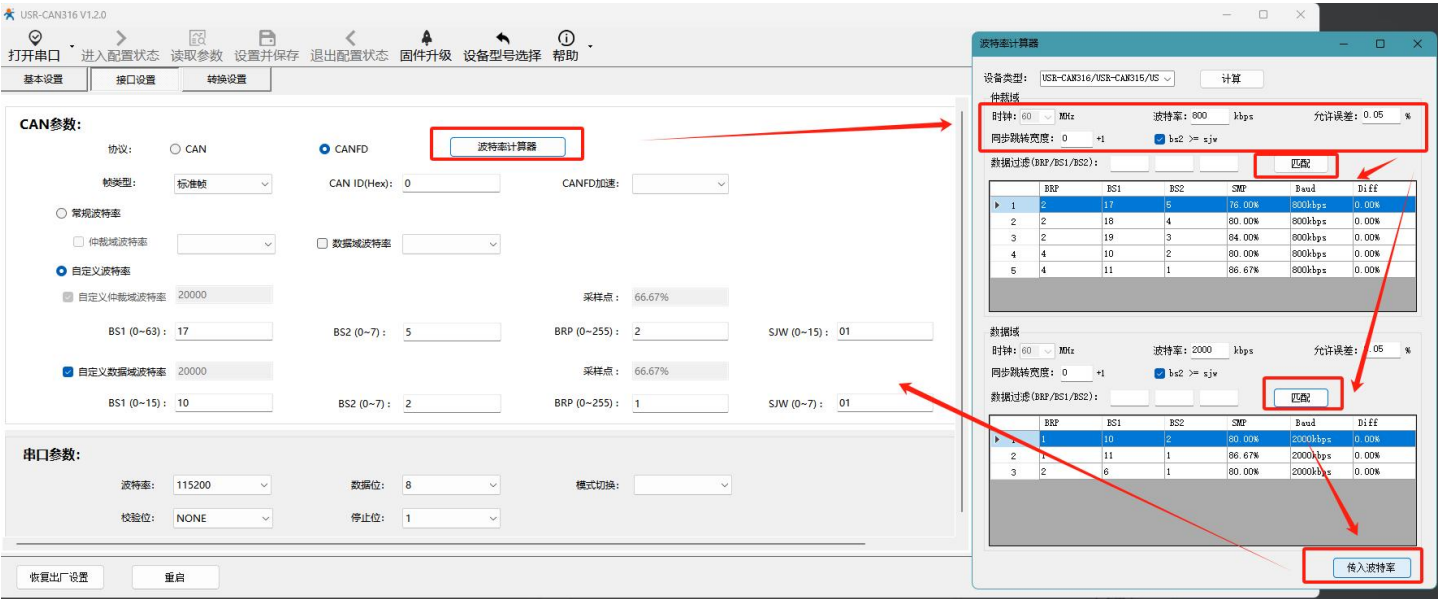 USR-CAN316 V1.2.0
打开串口 进入配置状态 读取参数 设置并保存 退出配置状态 固件升级 设备型号选择 帮助
基本设置 接口设置 转换设置
CAN参数:
协议: CAN CANFD 波特率计算器
帧类型: 标准帧 CAN ID(Hex): 0 CANFD加速:
常规波特率
仲裁域波特率 数据域波特率
自定义波特率
自定义仲裁域波特率 20000 采样点: 66.67%
BS1 (0~63): 17 BS2 (0~7): 5 BRP (0~255): 2 SJW (0~15): 01
自定义数据域波特率 20000 采样点: 66.67%
BS1 (0~15): 10 BS2 (0~7): 2 BRP (0~255): 1 SJW (0~7): 01
串口参数:
波特率: 115200 数据位: 8 模式切换:
校验位: NONE 停止位: 1
恢复出厂设置 重启
波特率计算器
设备类型: USR-CAN316/USR-CAN315/US 计算
仲裁域
时钟: 60 MHz 波特率: 800 kbps 允许误差: 0.05 %
同步跳转宽度: 0 +1 bs2 >= sjw
数据过滤(BRP/BS1/BS2): 匹配
BRP BS1 BS2 SMP Baud Diff
1 2 17 5 76.00% 800kbps 0.00%
2 2 18 4 80.00% 800kbps 0.00%
3 2 19 3 84.00% 800kbps 0.00%
4 4 10 2 80.00% 800kbps 0.00%
5 4 11 1 86.67% 800kbps 0.00%
数据域
时钟: 60 MHz 波特率: 2000 kbps 允许误差: .05 %
同步跳转宽度: 0 +1 bs2 >= sjw
数据过滤(BRP/BS1/BS2): 匹配
BRP BS1 BS2 SMP Baud Diff
1 1 10 2 80.00% 2000kbps 0.00%
2 1 11 1 86.67% 2000kbps 0.00%
3 2 6 1 80.00% 2000kbps 0.00%
传入波特率